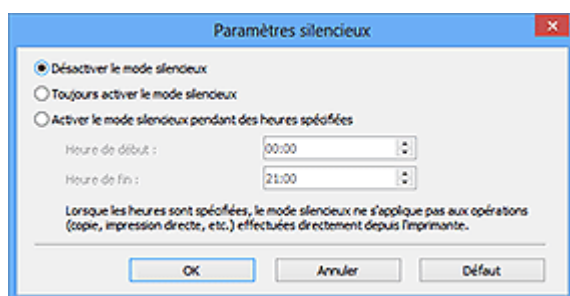 Paramètres silencieux
Désactiver le mode silencieux
Toujours activer le mode silencieux
Activer le mode silencieux pendant des heures spécifiées
Heure de début : 00:00
Heure de fin : 21:00
Lorsque les heures sont spécifiées, le mode silencieux ne s'applique pas aux opérations
(copie, impression directe, etc.) effectuées directement depuis l'imprimante.
OK Annuler Défaut